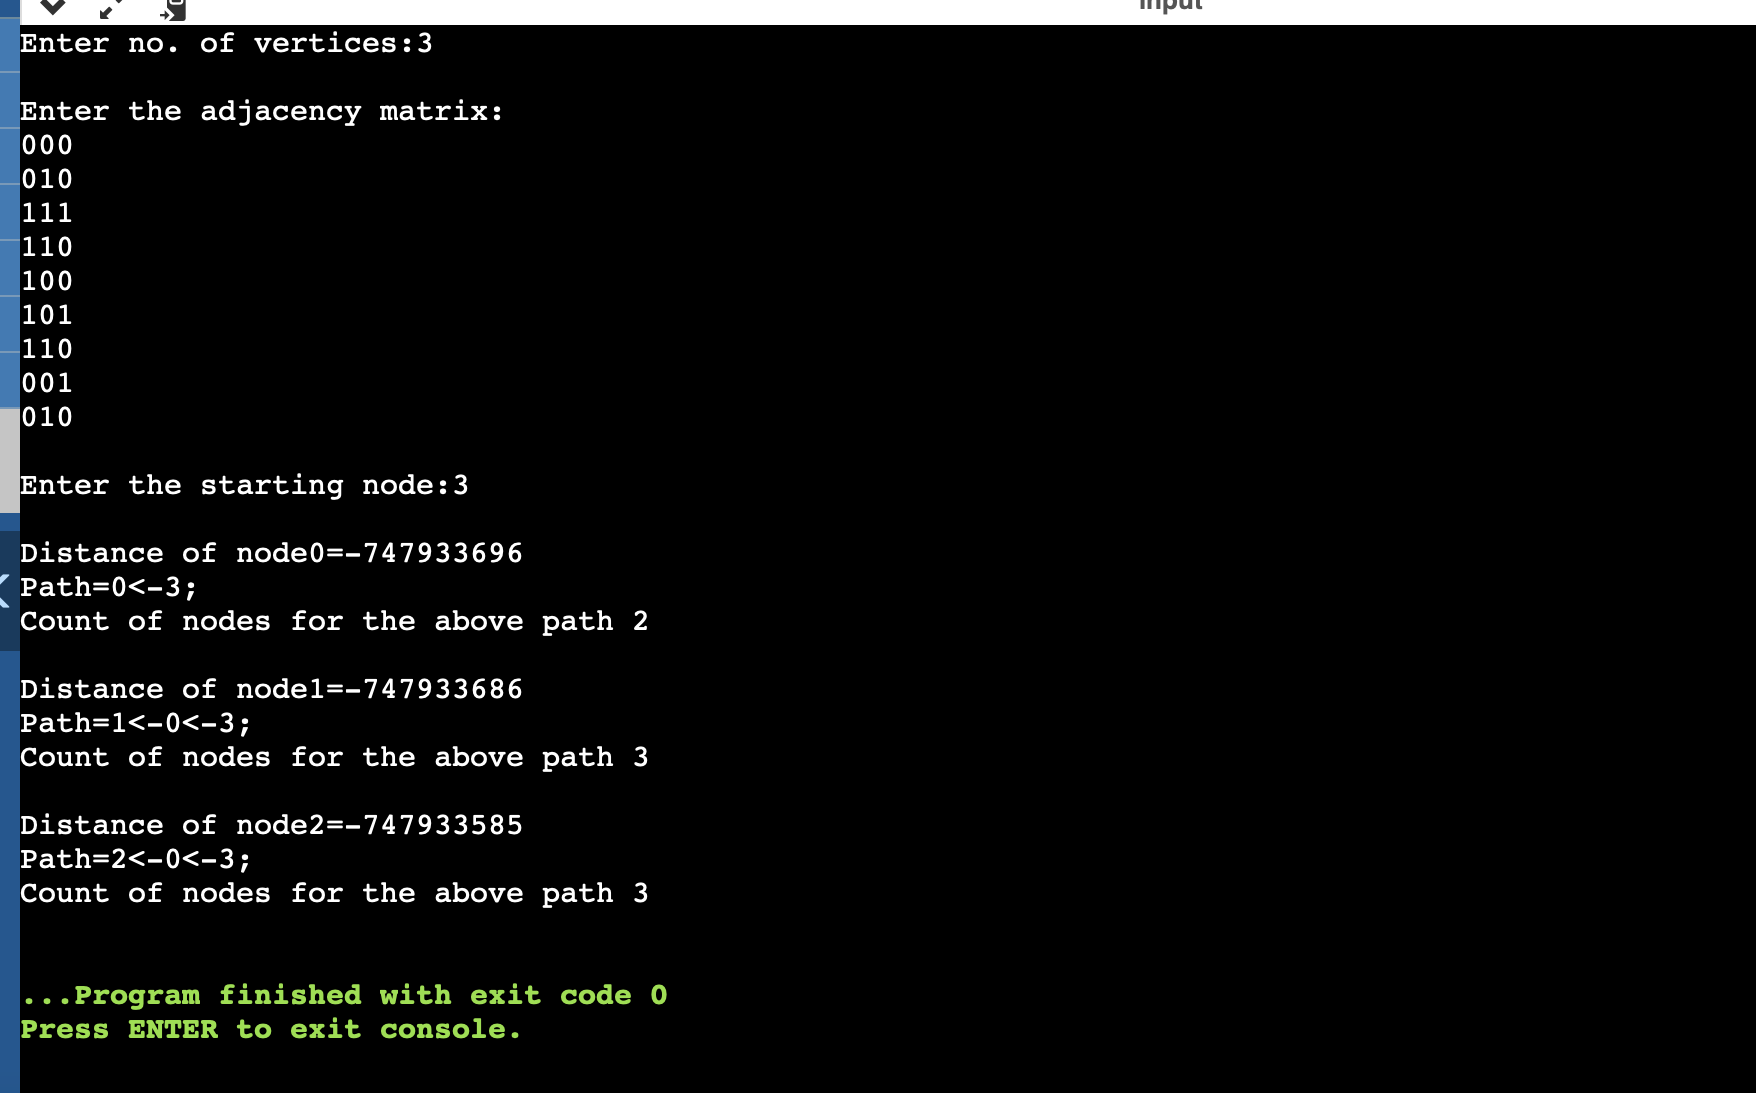 input
Enter no. of vertices:3
Enter the adjacency matrix:
000
010
111
110
100
101
110
001
010
Enter the starting node:3
Distance of node0=-747933696
Path=0<-3;
Count of nodes for the above path 2
Distance of node1=-747933686
Path=1<-0<-3;
Count of nodes for the above path 3
Distance of node2=-747933585
Path=2<-0<-3;
Count of nodes for the above path 3
...Program finished with exit code 0
Press ENTER to exit console.